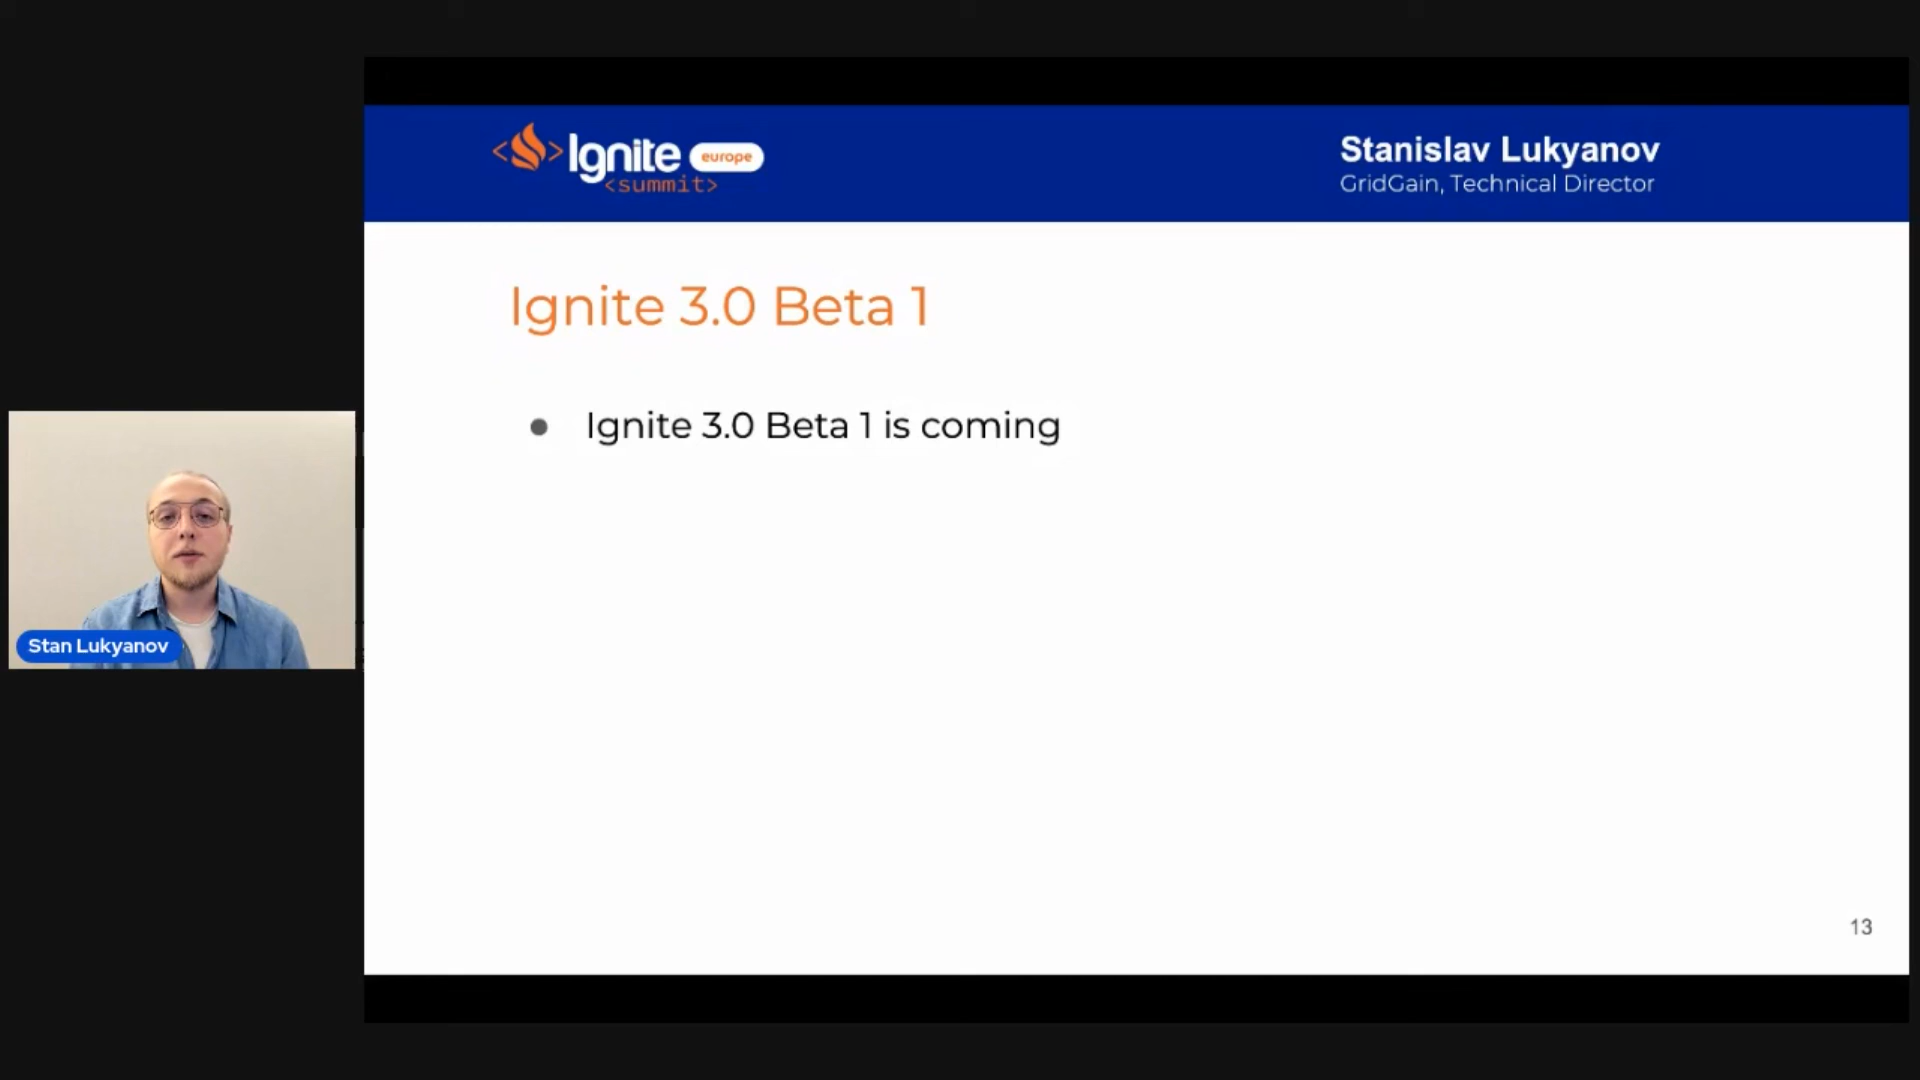 Ignite europe
<summit>
Stanislav Lukyanov
GridGain, Technical Director
Ignite 3.0 Beta 1
● Ignite 3.0 Beta 1 is coming
Stan Lukyanov
13